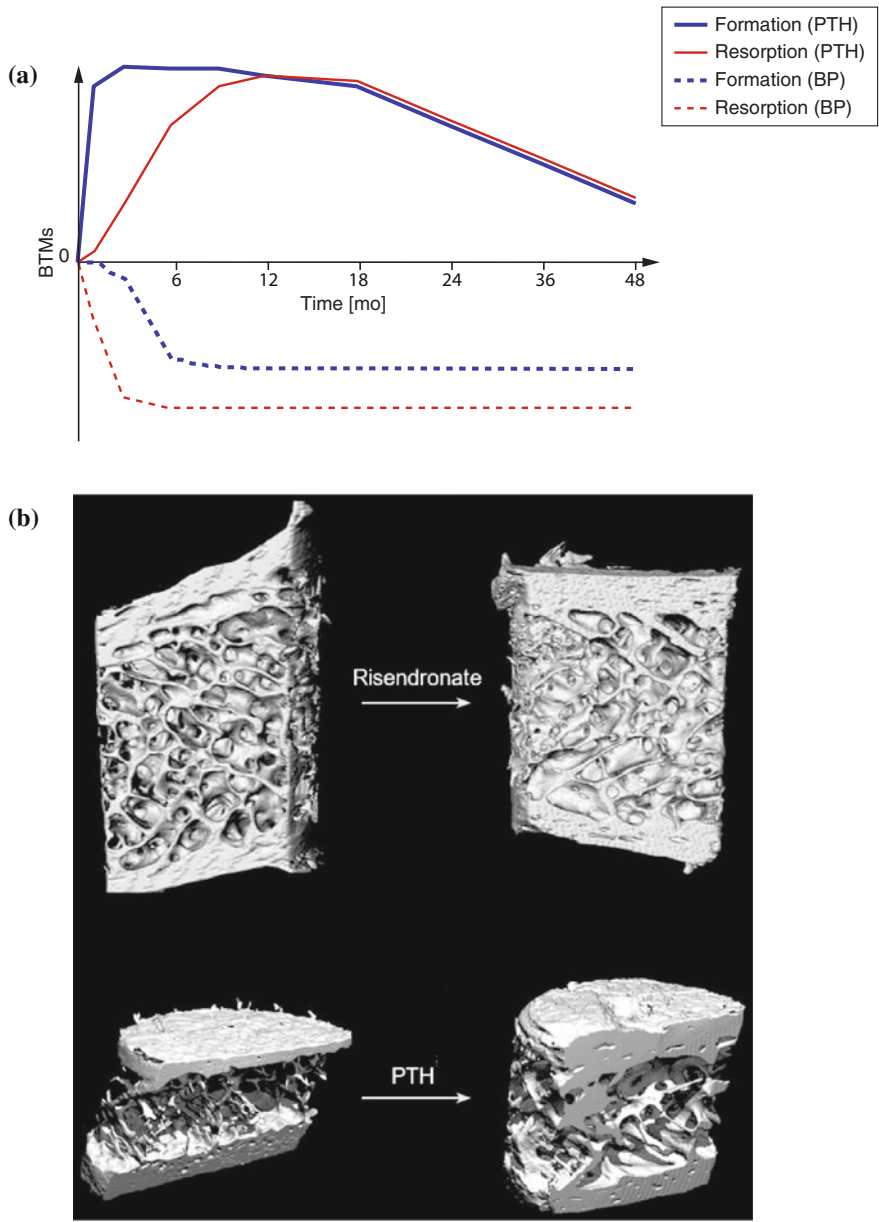 Formation (PTH)
Resorption (PTH)
Formation (BP)
Resorption (BP)
(a)
BTMs
0
6 12 18 24 36 48
Time [mo]
(b)
Risendronate
PTH